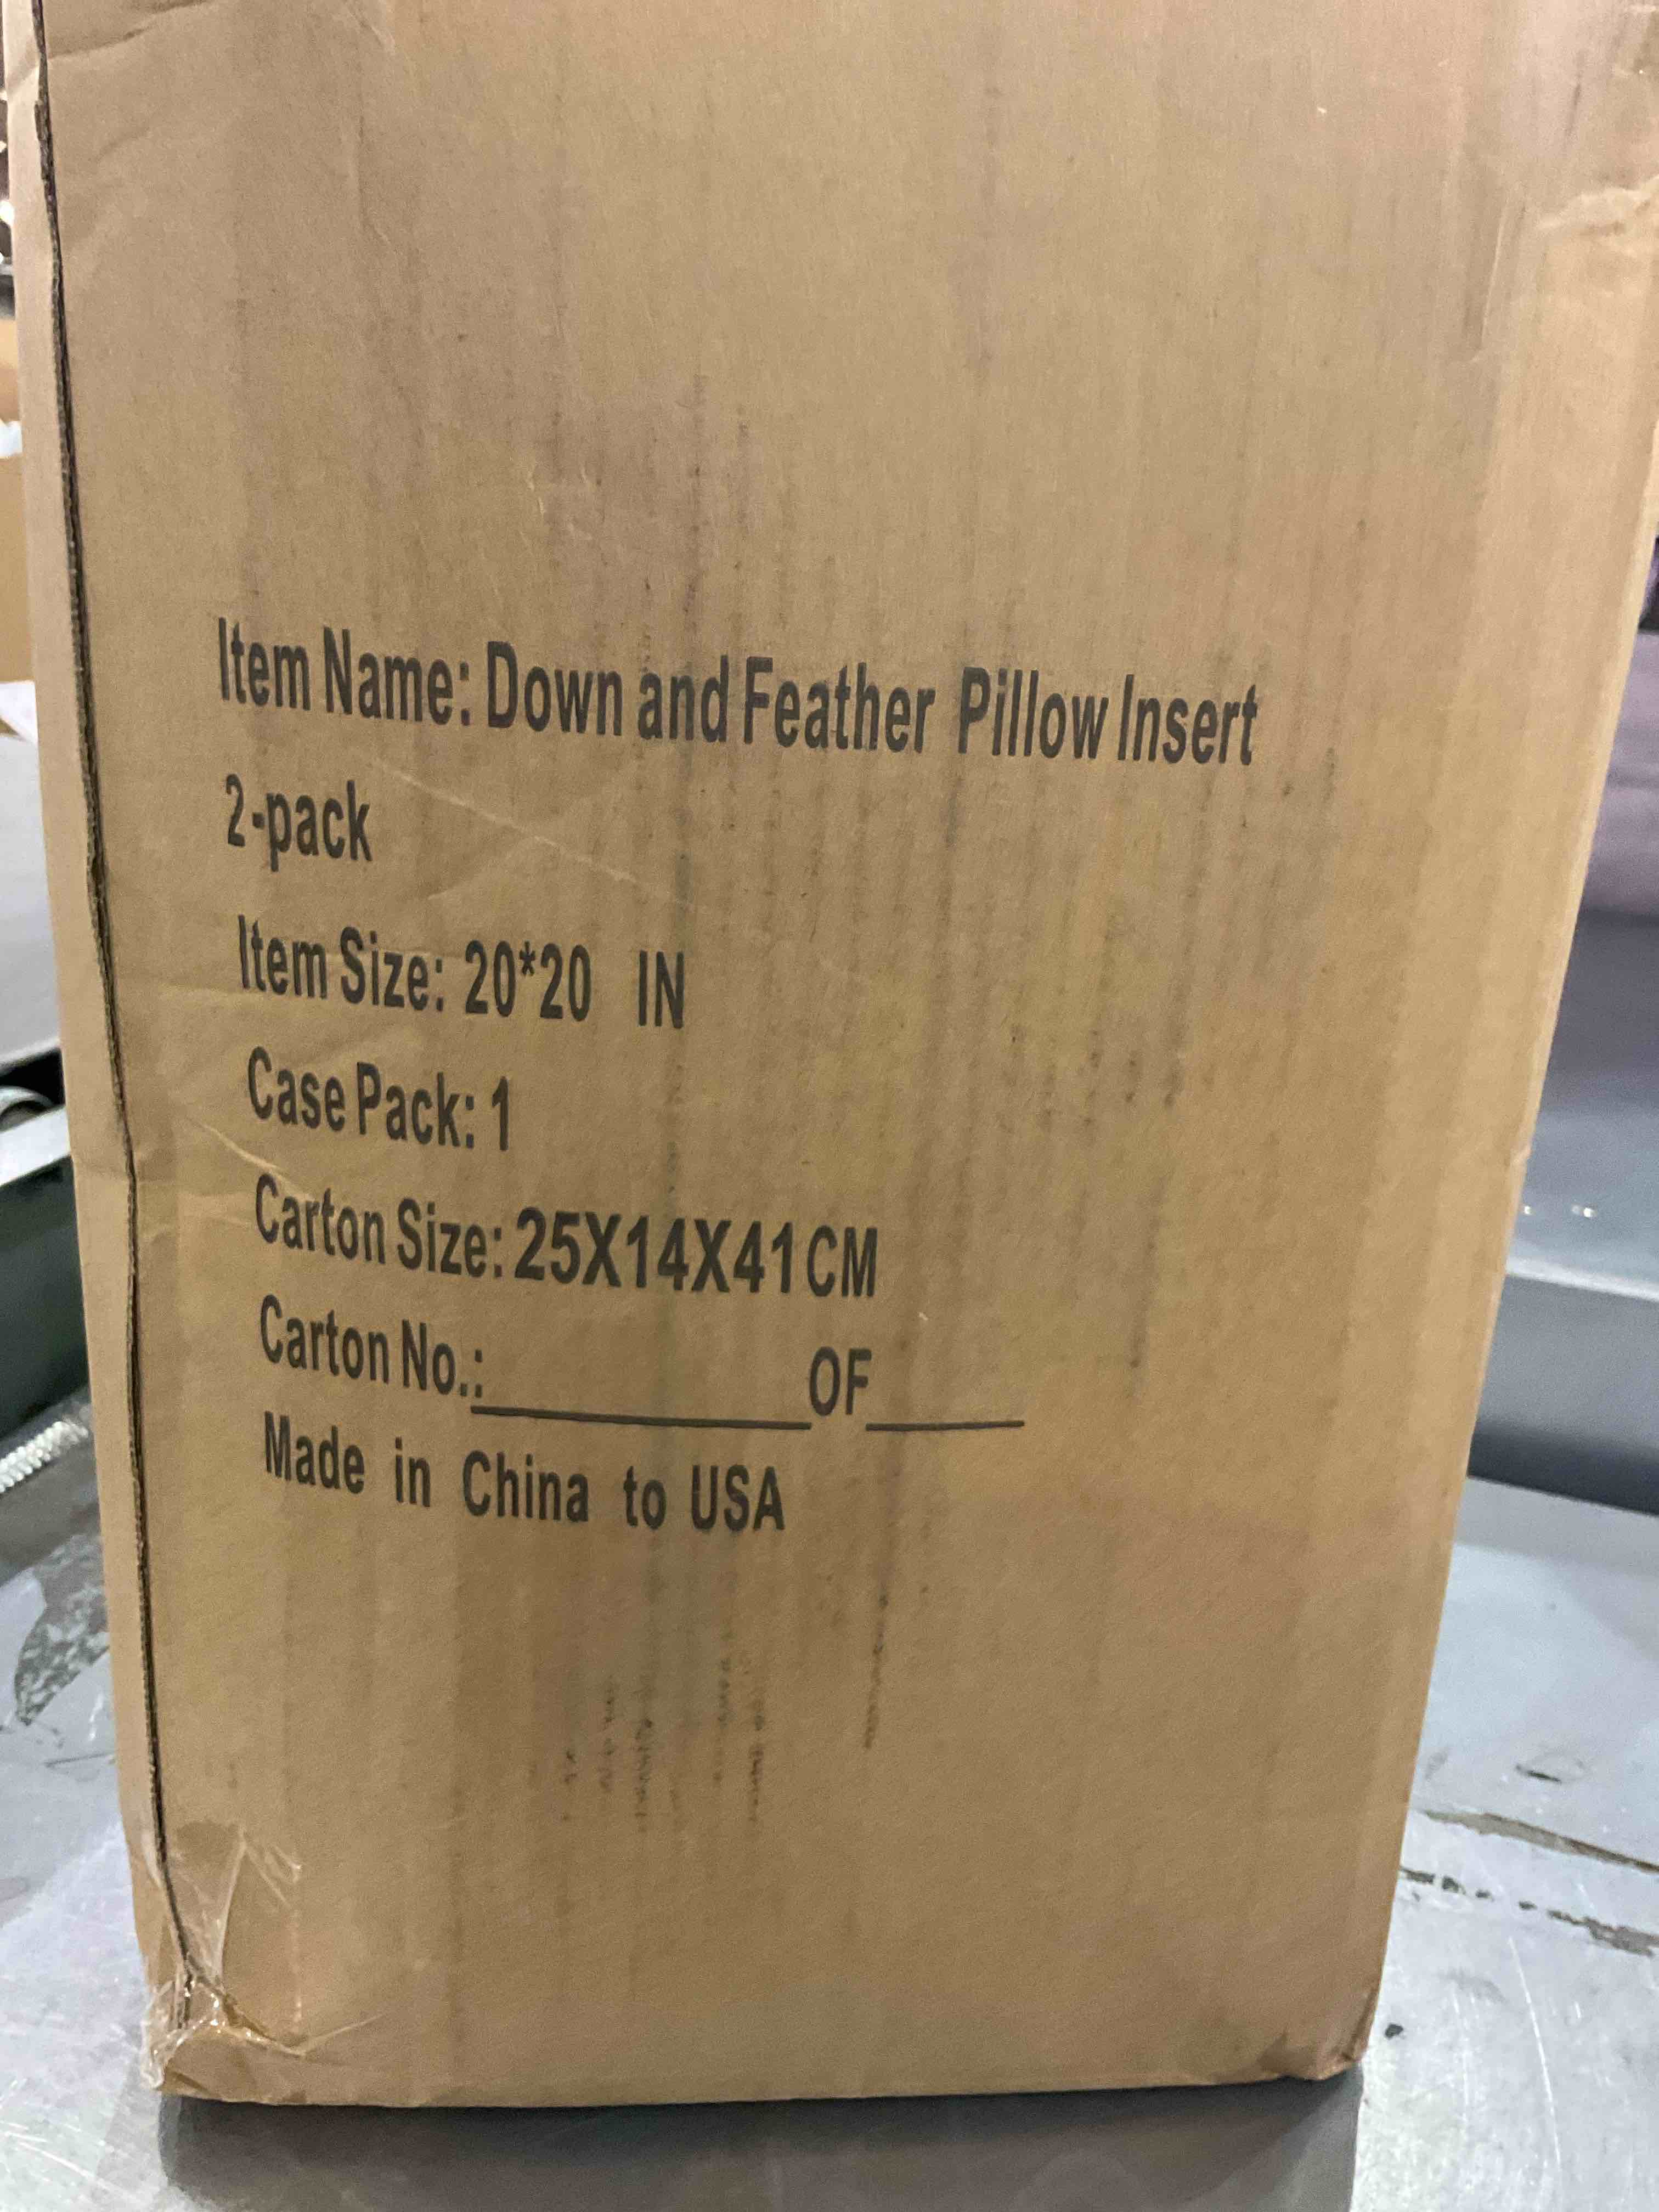 Item Name: Down and Feather Pillow Insert
2-pack
Item Size: 20*20 IN
Case Pack: 1
Carton Size: 25X14X41CM
Carton No.:__________OF_____
Made in China to USA